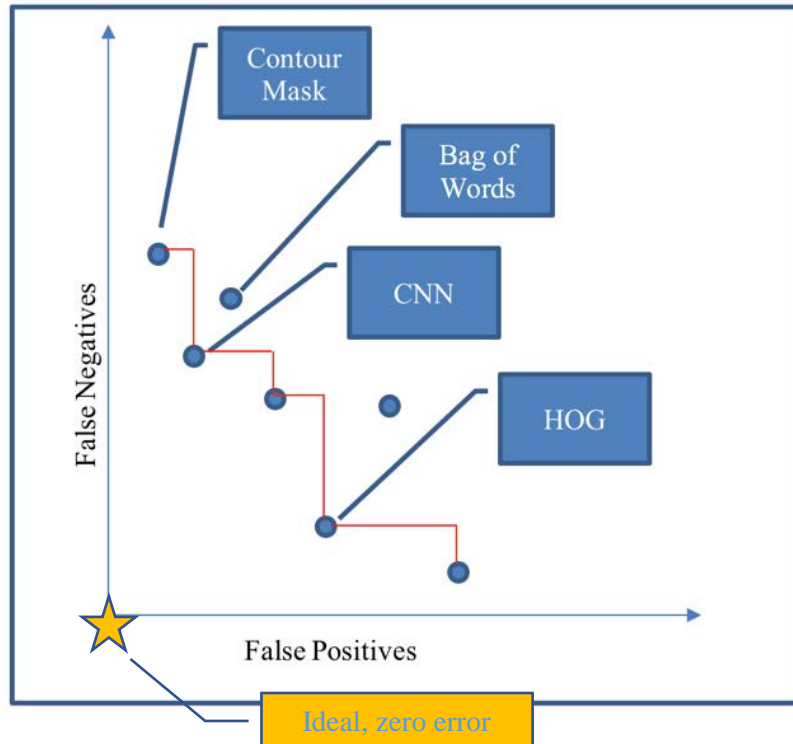 Contour
Mask
Bag of
Words
CNN
HOG
False Negatives
False Positives
Ideal, zero error